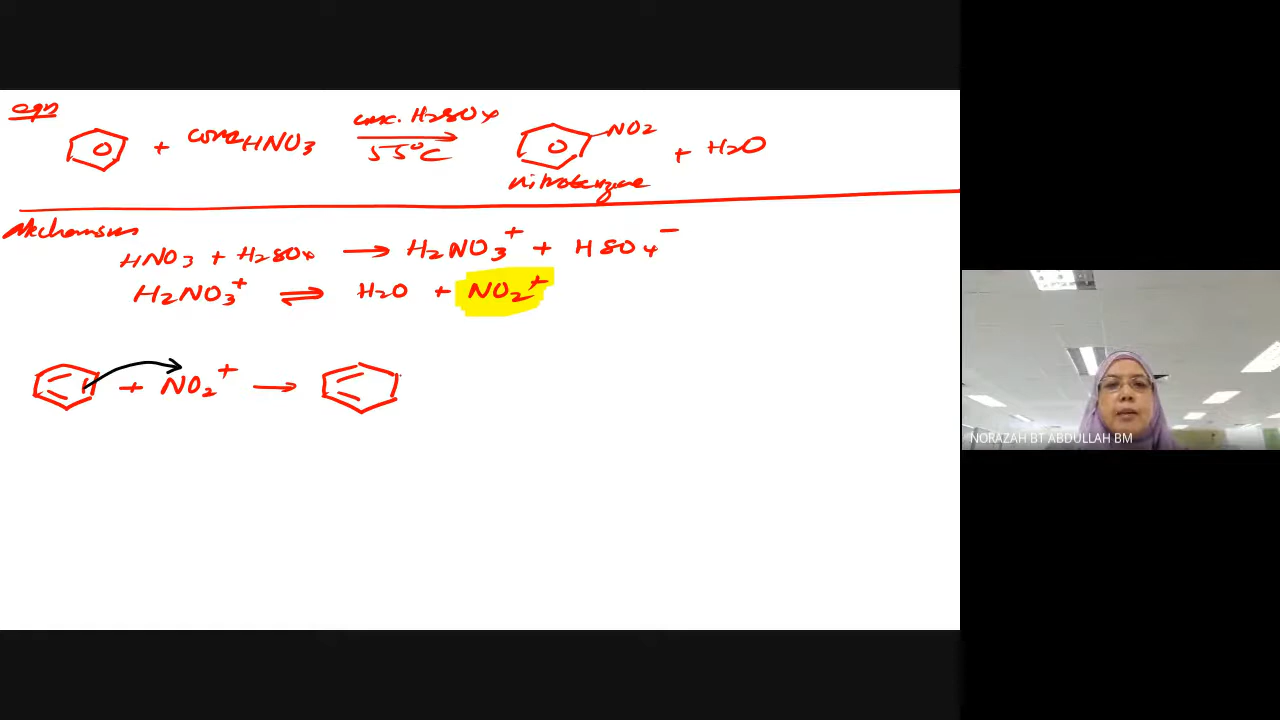 eqn
+ conc HNO3 conc. H2SO4 55°C NO2 + H2O
nitrobenzene
Mechanism
HNO3 + H2SO4 → H2NO3+ + HSO4−
H2NO3+ ⇌ H2O + NO2+
+ NO2+ →
NORAZAH BT ABDULLAH BM